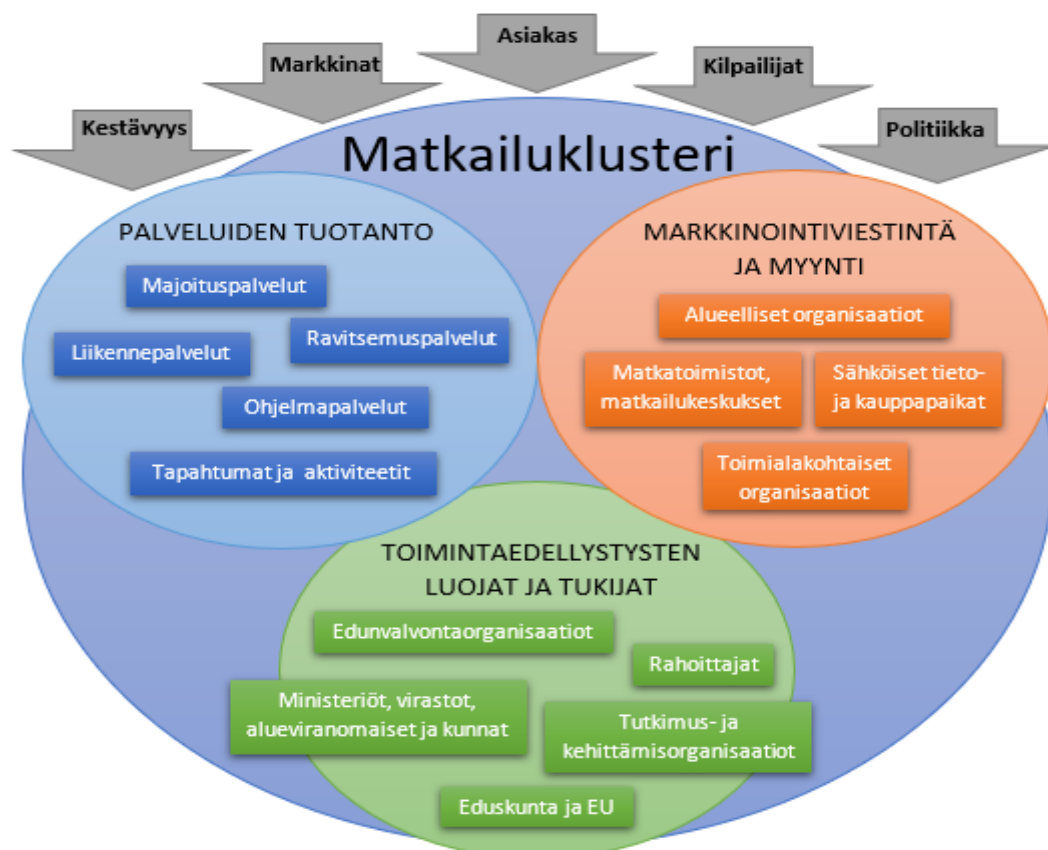 Asiakas
Markkinat
Kilpailijat
Kestävyys
Politiikka
Matkailuklusteri
PALVELUIDEN TUOTANTO
Majoituspalvelut
Liikennepalvelut
Ravitsemuspalvelut
Ohjelmapalvelut
Tapahtumat ja aktiviteetit
MARKKINOINTIVIESTINTÄ
JA MYYNTI
Alueelliset organisaatiot
Matkatoimistot,
matkailukeskukset
Sähköiset tieto-
ja kauppapaikat
Toimialakohtaiset
organisaatiot
TOIMINTAEDELLYSTYSTEN
LUOJAT JA TUKIJAT
Edunvalvontaorganisaatiot
Rahoittajat
Ministeriöt, virastot,
alueviranomaiset ja kunnat
Tutkimus- ja
kehittämisorganisaatiot
Eduskunta ja EU